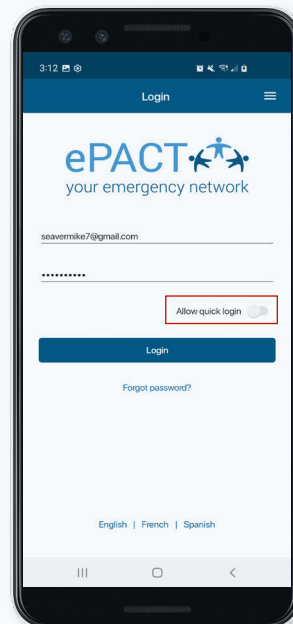 3:12
Login
ePACT
your emergency network
seavermike7@gmail.com
••••••••••
Allow quick login
Login
Forgot password?
English | French | Spanish